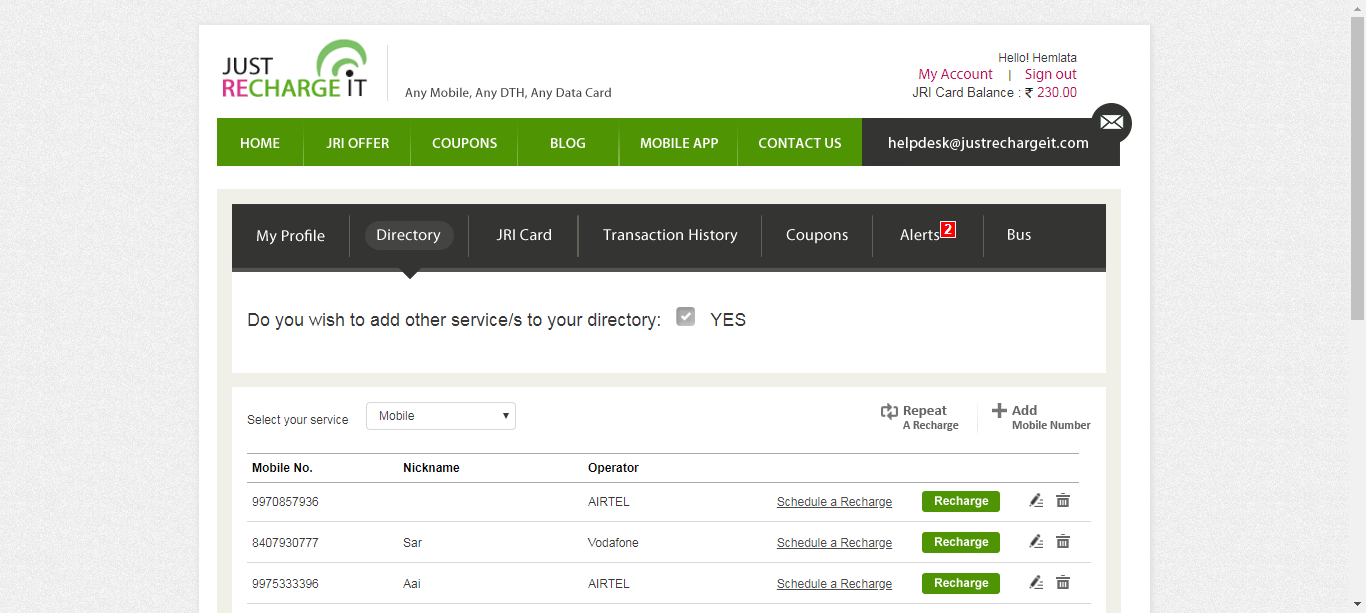 JUST
RECHARGE IT
Any Mobile, Any DTH, Any Data Card
Hello! Hemlata
My Account | Sign out
JRI Card Balance : ₹ 230.00
HOME JRI OFFER COUPONS BLOG MOBILE APP CONTACT US helpdesk@justrechargeit.com
My Profile Directory JRI Card Transaction History Coupons Alerts 2 Bus
Do you wish to add other service/s to your directory: YES
Select your service Mobile
Repeat
A Recharge
Add
Mobile Number
Mobile No. Nickname Operator
9970857936 AIRTEL Schedule a Recharge Recharge
8407930777 Sar Vodafone Schedule a Recharge Recharge
9975333396 Aai AIRTEL Schedule a Recharge Recharge